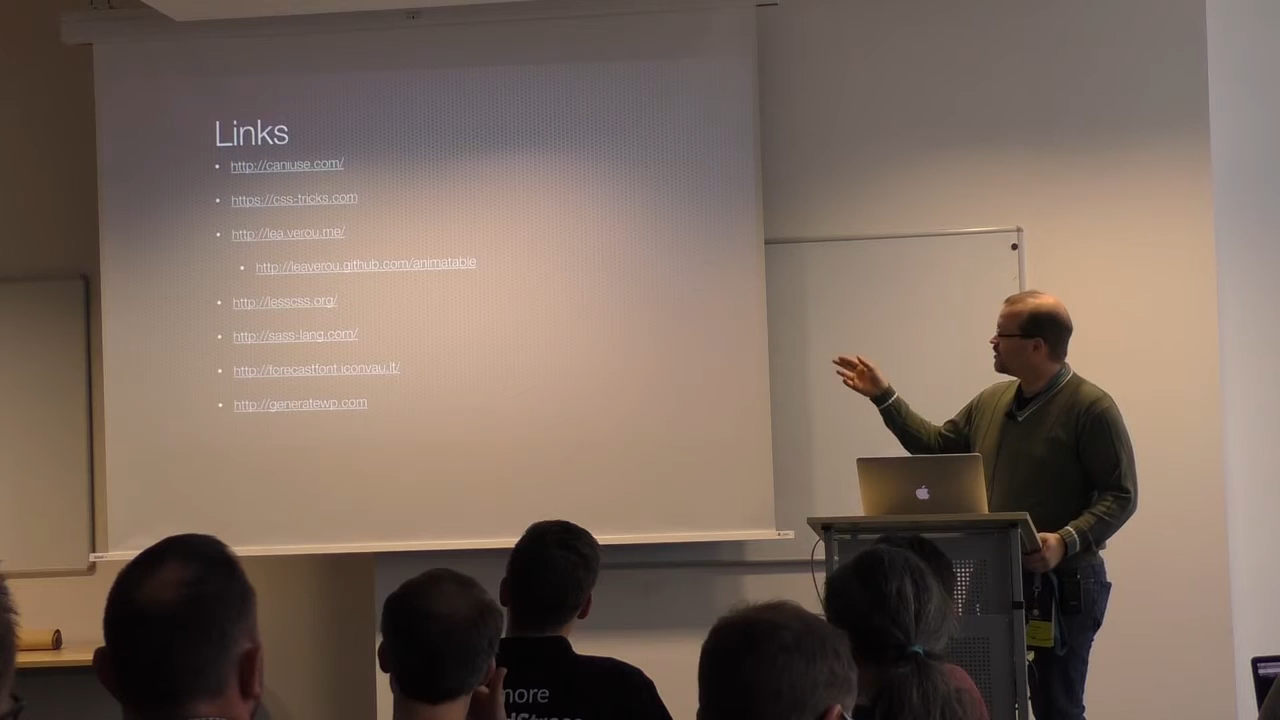 Links
• http://caniuse.com/
• https://css-tricks.com
• http://lea.verou.me/
• http://leaverou.github.com/animatable
• http://lesscss.org/
• http://sass-lang.com/
• http://forecastfont.iconvau.lt/
• http://generatewp.com
more